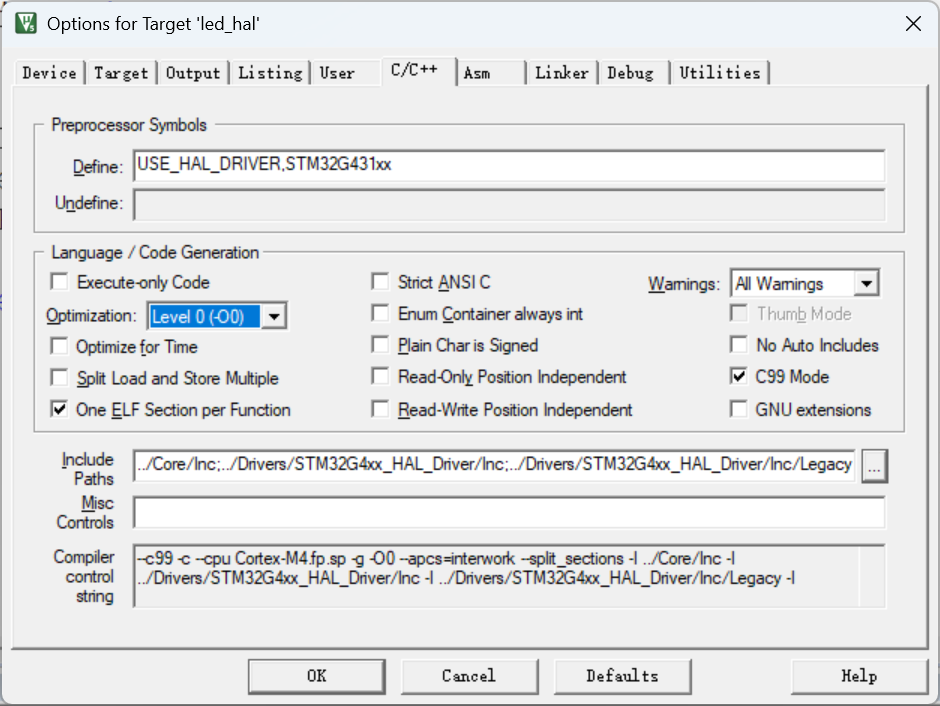 Options for Target 'led_hal'
Device Target Output Listing User C/C++ Asm Linker Debug Utilities
Preprocessor Symbols
Define: USE_HAL_DRIVER,STM32G431xx
Undefine:
Language / Code Generation
Execute-only Code
Strict ANSI C
Warnings: All Warnings
Optimization: Level 0 (-O0)
Enum Container always int
Thumb Mode
Optimize for Time
Plain Char is Signed
No Auto Includes
Split Load and Store Multiple
Read-Only Position Independent
C99 Mode
One ELF Section per Function
Read-Write Position Independent
GNU extensions
Include Paths
../Core/Inc;../Drivers/STM32G4xx_HAL_Driver/Inc;../Drivers/STM32G4xx_HAL_Driver/Inc/Legacy
...
Misc Controls
Compiler control string
--c99 -c --cpu Cortex-M4.fp.sp -g -O0 --apcs=interwork --split_sections -I ../Core/Inc -I
../Drivers/STM32G4xx_HAL_Driver/Inc -I ../Drivers/STM32G4xx_HAL_Driver/Inc/Legacy -I
OK Cancel Defaults Help